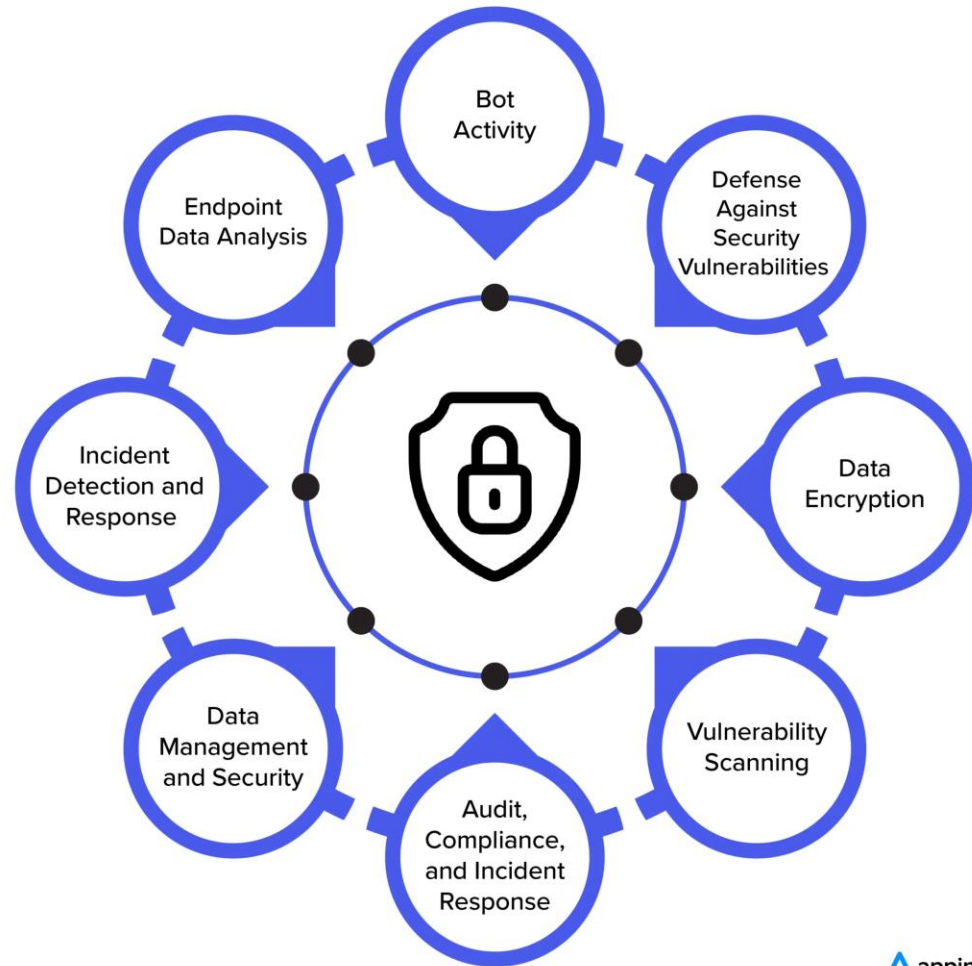 Bot
Activity
Defense
Against
Security
Vulnerabilities
Data
Encryption
Vulnerability
Scanning
Audit,
Compliance,
and Incident
Response
Data
Management
and Security
Incident
Detection and
Response
Endpoint
Data Analysis